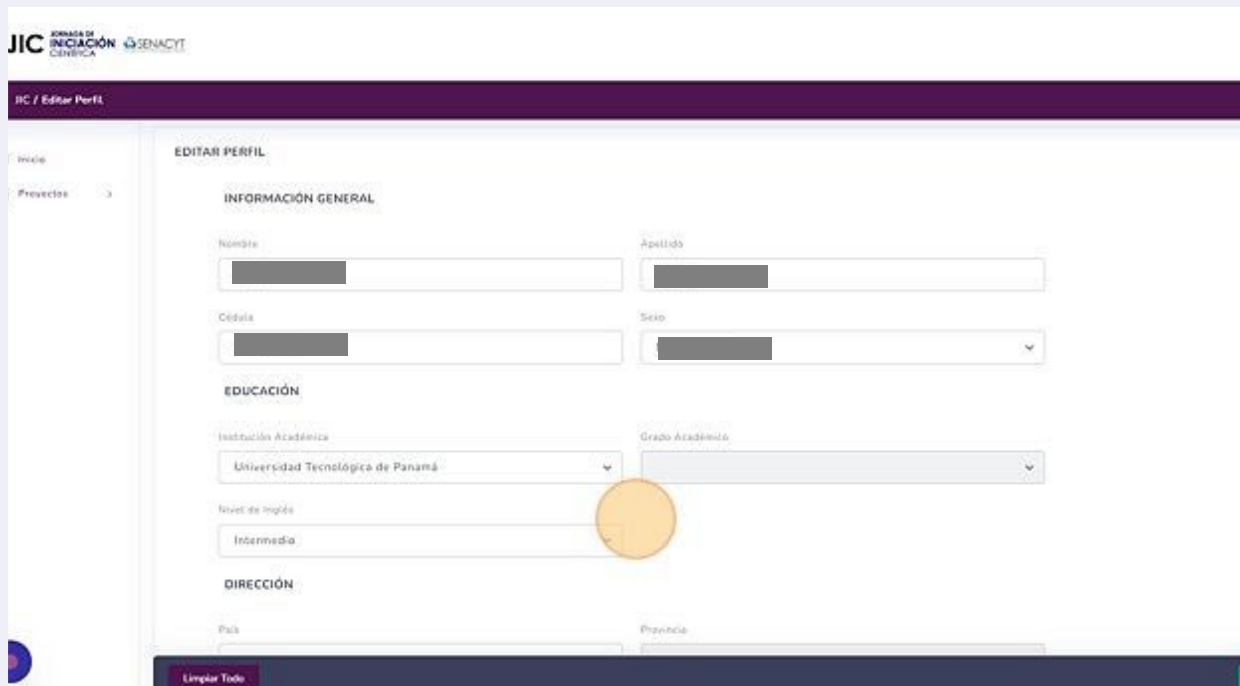 JIC JORNADA DE INICIACIÓN CIENTÍFICA SENACYT
JIC / Editar Perfil
Inicio
Proyectos
EDITAR PERFIL
INFORMACIÓN GENERAL
Nombre
Apellido
Cédula
Sexo
EDUCACIÓN
Institución Académica
Grado Académico
Universidad Tecnológica de Panamá
Nivel de Inglés
Intermedio
DIRECCIÓN
País
Provincia
Limpiar Todo